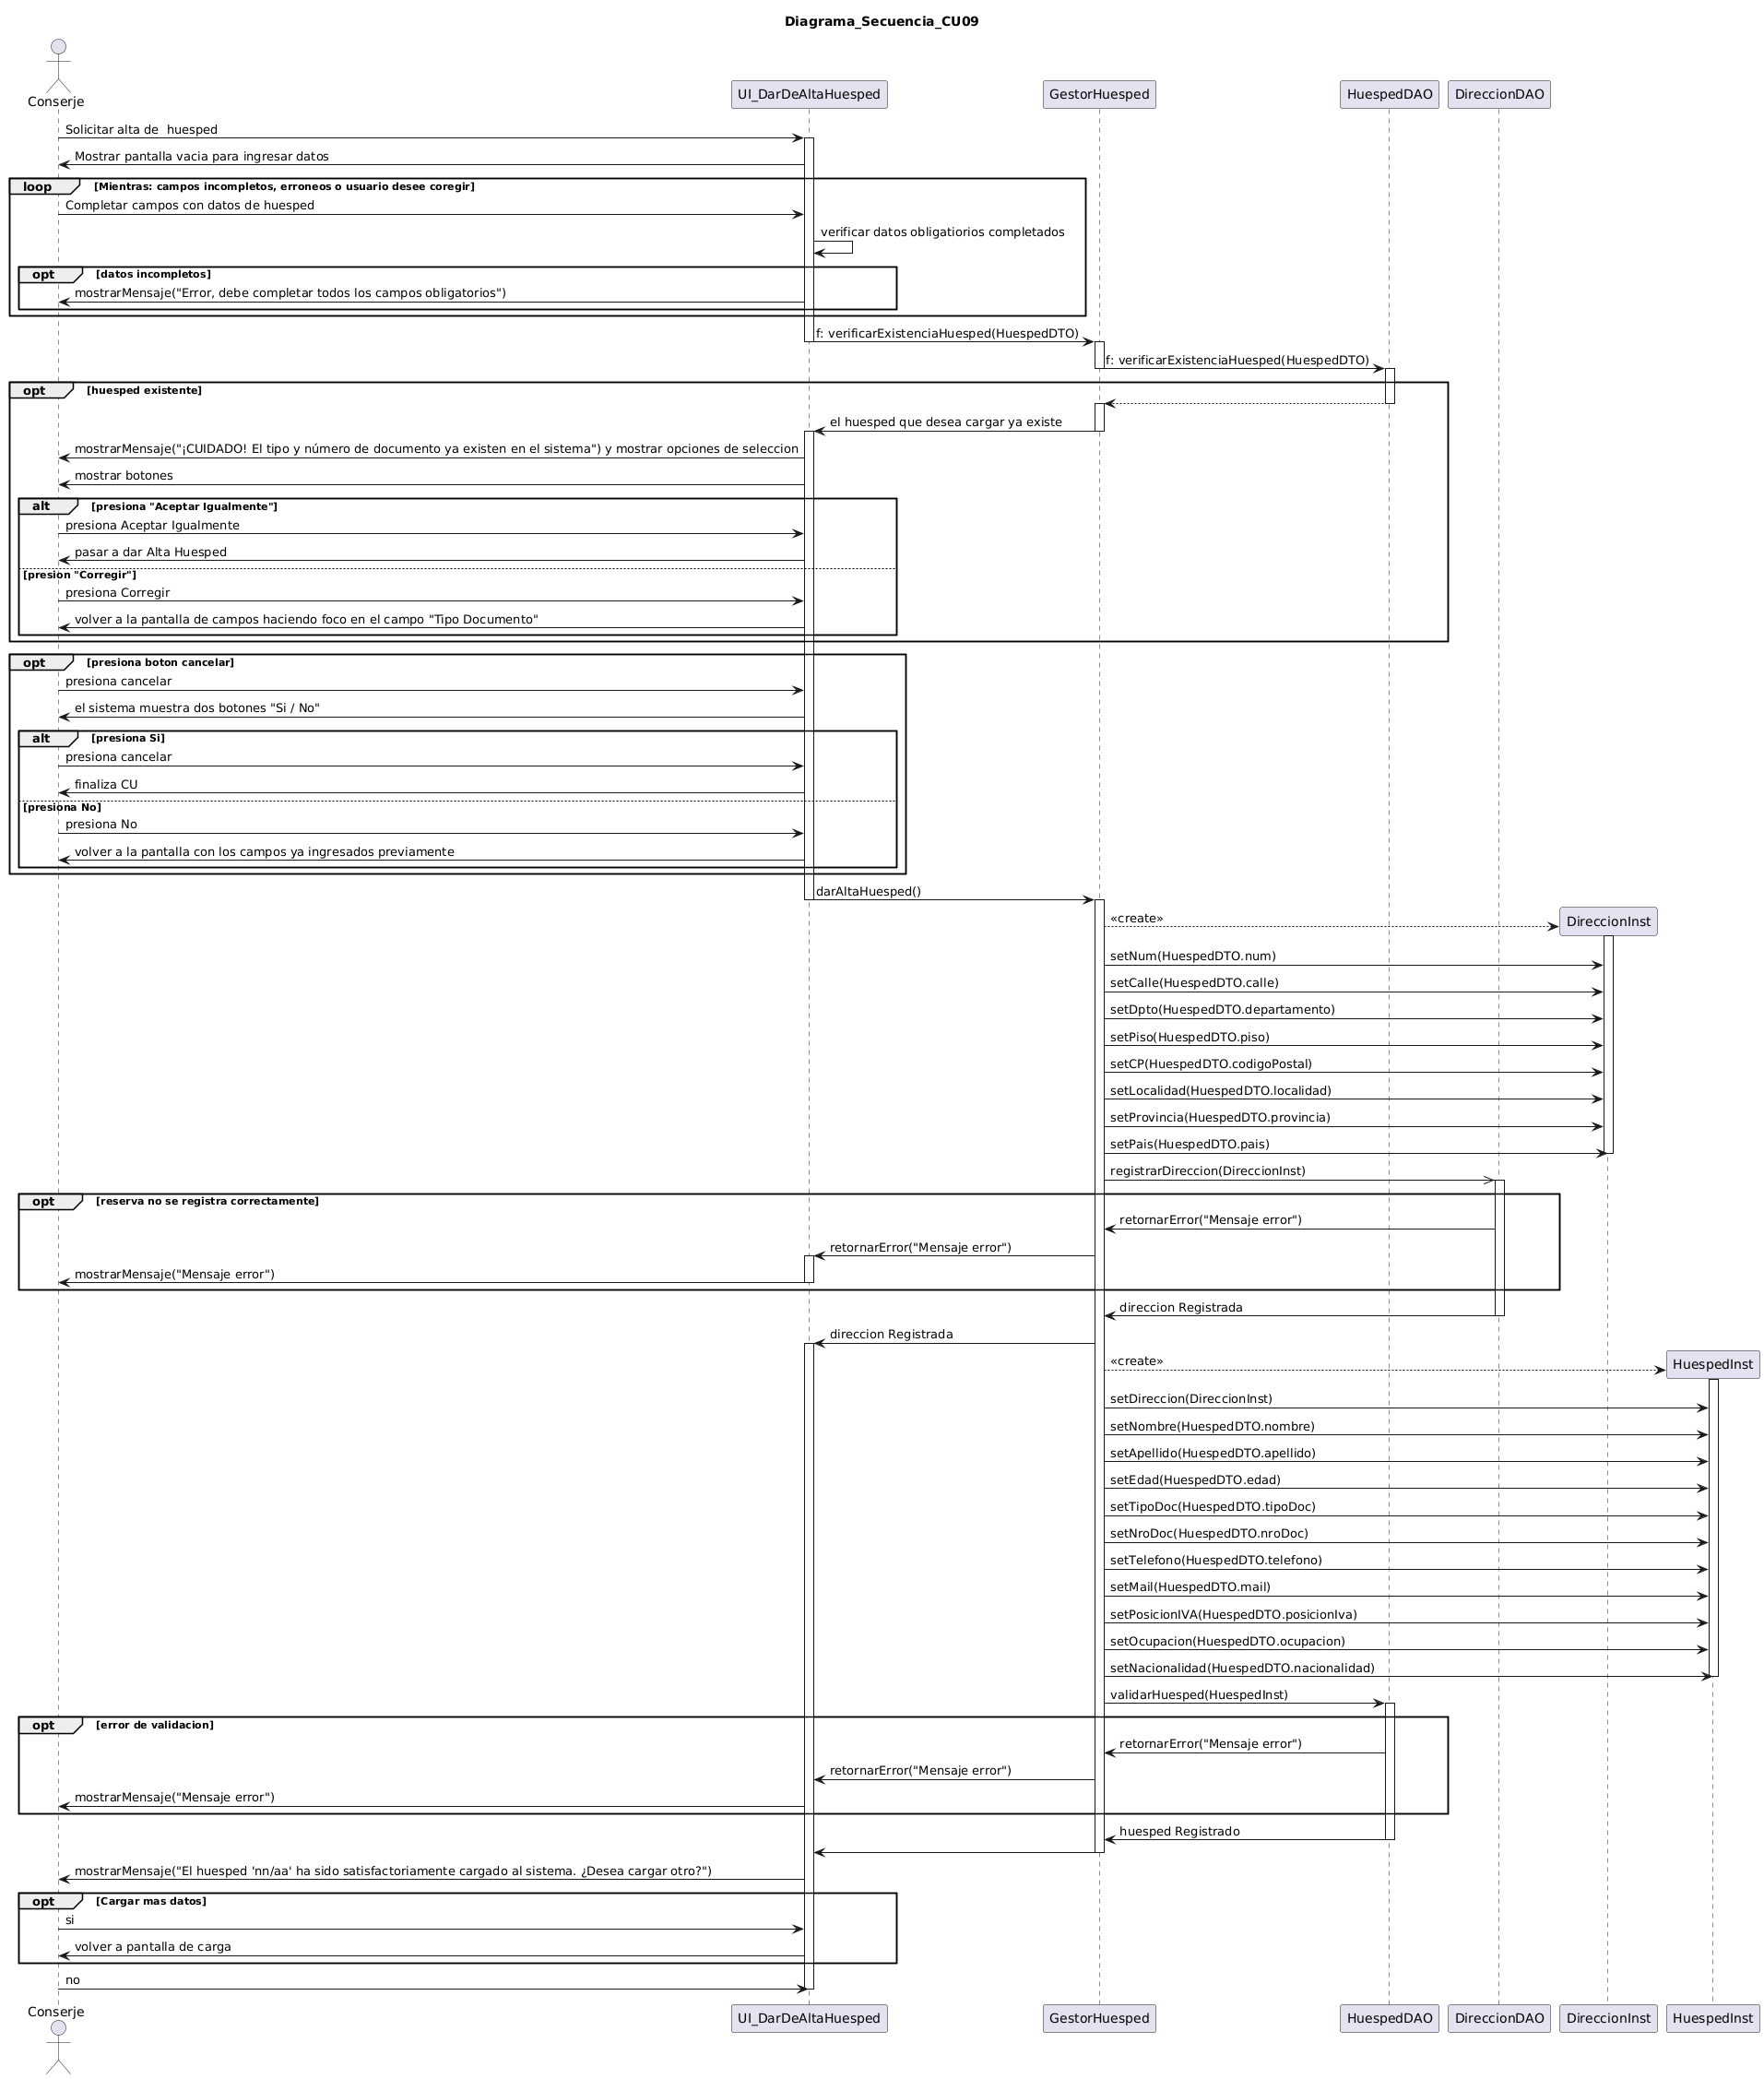 Diagrama_Secuencia_CU09
Conserje
UI_DarDeAltaHuesped
GestorHuesped
HuespedDAO
DireccionDAO
Solicitar alta de  huesped
Mostrar pantalla vacia para ingresar datos
loop [Mientras: campos incompletos, erroneos o usuario desee coregir]
Completar campos con datos de huesped
verificar datos obligatiorios completados
opt [datos incompletos]
mostrarMensaje("Error, debe completar todos los campos obligatorios")
f: verificarExistenciaHuesped(HuespedDTO)
f: verificarExistenciaHuesped(HuespedDTO)
opt [huesped existente]
el huesped que desea cargar ya existe
mostrarMensaje("¡CUIDADO! El tipo y número de documento ya existen en el sistema") y mostrar opciones de seleccion
mostrar botones
alt [presiona "Aceptar Igualmente"]
presiona Aceptar Igualmente
pasar a dar Alta Huesped
[presion "Corregir"]
presiona Corregir
volver a la pantalla de campos haciendo foco en el campo "Tipo Documento"
opt [presiona boton cancelar]
presiona cancelar
el sistema muestra dos botones "Si / No"
alt [presiona Si]
presiona cancelar
finaliza CU
[presiona No]
presiona No
volver a la pantalla con los campos ya ingresados previamente
darAltaHuesped()
«create»
DireccionInst
setNum(HuespedDTO.num)
setCalle(HuespedDTO.calle)
setDpto(HuespedDTO.departamento)
setPiso(HuespedDTO.piso)
setCP(HuespedDTO.codigoPostal)
setLocalidad(HuespedDTO.localidad)
setProvincia(HuespedDTO.provincia)
setPais(HuespedDTO.pais)
registrarDireccion(DireccionInst)
opt [reserva no se registra correctamente]
retornarError("Mensaje error")
retornarError("Mensaje error")
mostrarMensaje("Mensaje error")
direccion Registrada
direccion Registrada
«create»
HuespedInst
setDireccion(DireccionInst)
setNombre(HuespedDTO.nombre)
setApellido(HuespedDTO.apellido)
setEdad(HuespedDTO.edad)
setTipoDoc(HuespedDTO.tipoDoc)
setNroDoc(HuespedDTO.nroDoc)
setTelefono(HuespedDTO.telefono)
setMail(HuespedDTO.mail)
setPosicionIVA(HuespedDTO.posicionIva)
setOcupacion(HuespedDTO.ocupacion)
setNacionalidad(HuespedDTO.nacionalidad)
validarHuesped(HuespedInst)
opt [error de validacion]
retornarError("Mensaje error")
retornarError("Mensaje error")
mostrarMensaje("Mensaje error")
huesped Registrado
mostrarMensaje("El huesped 'nn/aa' ha sido satisfactoriamente cargado al sistema. ¿Desea cargar otro?")
opt [Cargar mas datos]
si
volver a pantalla de carga
no
Conserje
UI_DarDeAltaHuesped
GestorHuesped
HuespedDAO
DireccionDAO
DireccionInst
HuespedInst